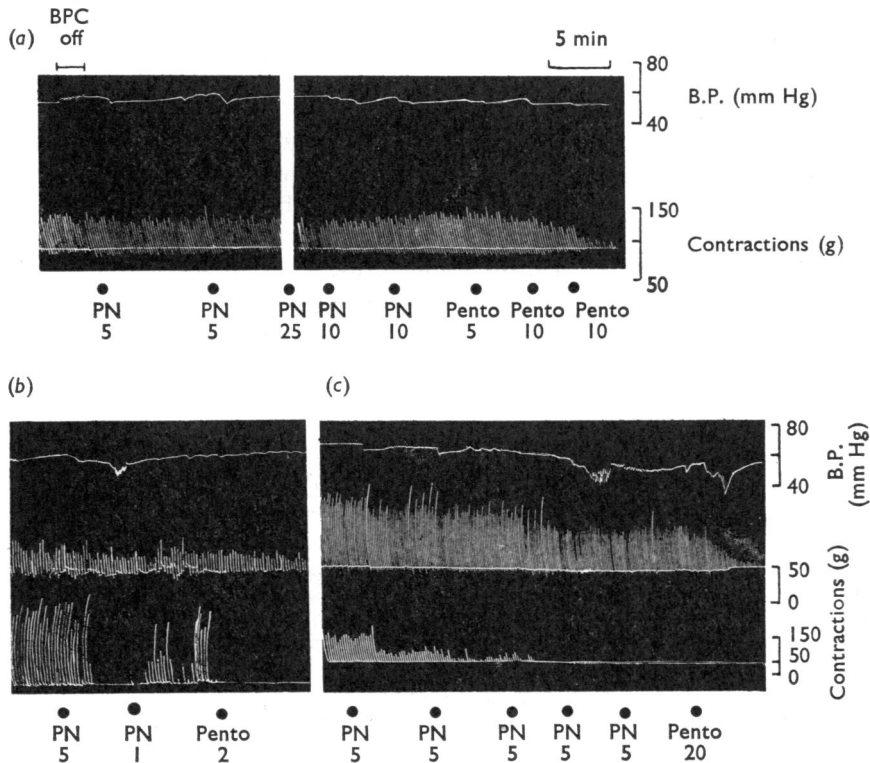 BPC
off
(a)
5 min
80
B.P. (mm Hg)
40
150
Contractions (g)
50
PN PN PN PN PN Pento Pento Pento
5 5 25 10 10 5 10 10
(b) (c)
80
40
B.P.
(mm Hg)
50
0
150
50
0
Contractions (g)
PN PN Pento PN PN PN PN PN Pento
5 1 2 5 5 5 5 5 20